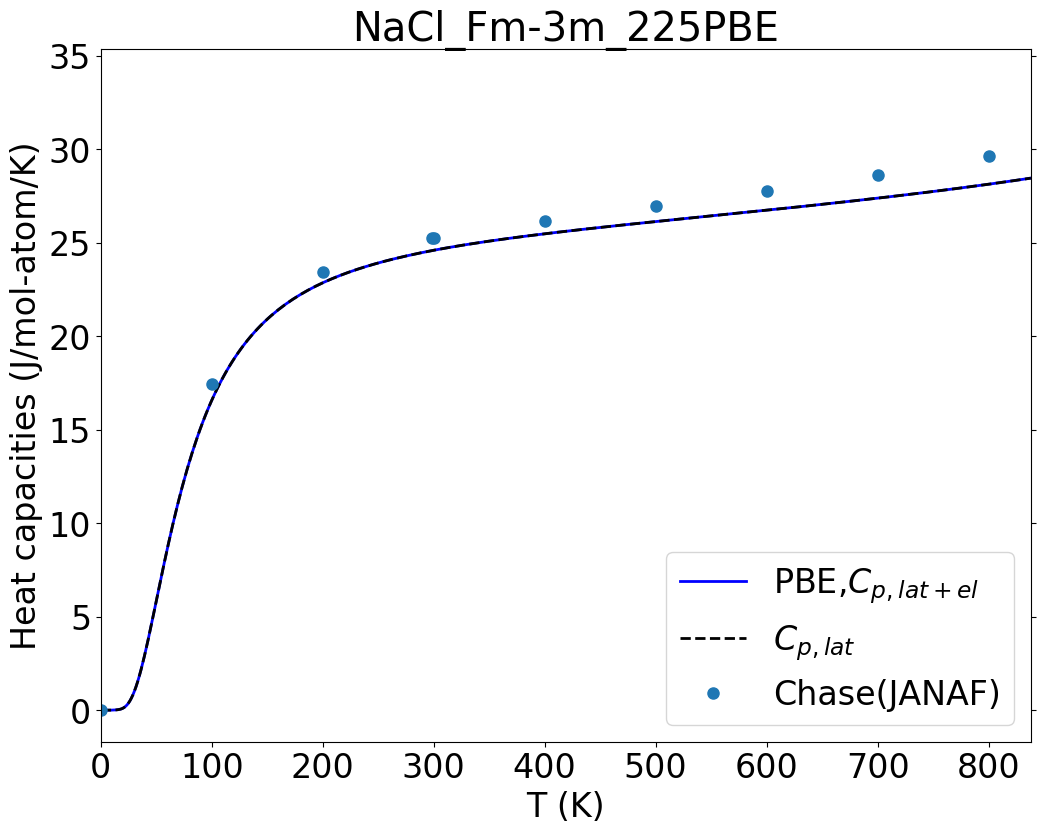 NaCl_Fm-3m_225PBE
Heat capacities (J/mol-atom/K)
35
30
25
20
15
10
5
0
PBE,C_{p, lat+el}
C_{p, lat}
Chase(JANAF)
0 100 200 300 400 500 600 700 800
T (K)